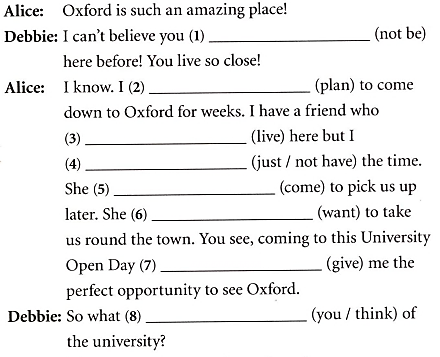 Alice: Oxford is such an amazing place!
Debbie: I can't believe you (1) ____________________ (not be)
here before! You live so close!
Alice: I know. I (2) ____________________ (plan) to come
down to Oxford for weeks. I have a friend who
(3) ____________________ (live) here but I
(4) ____________________ (just / not have) the time.
She (5) ____________________ (come) to pick us up
later. She (6) ____________________ (want) to take
us round the town. You see, coming to this University
Open Day (7) ____________________ (give) me the
perfect opportunity to see Oxford.
Debbie: So what (8) ____________________ (you / think) of
the university?